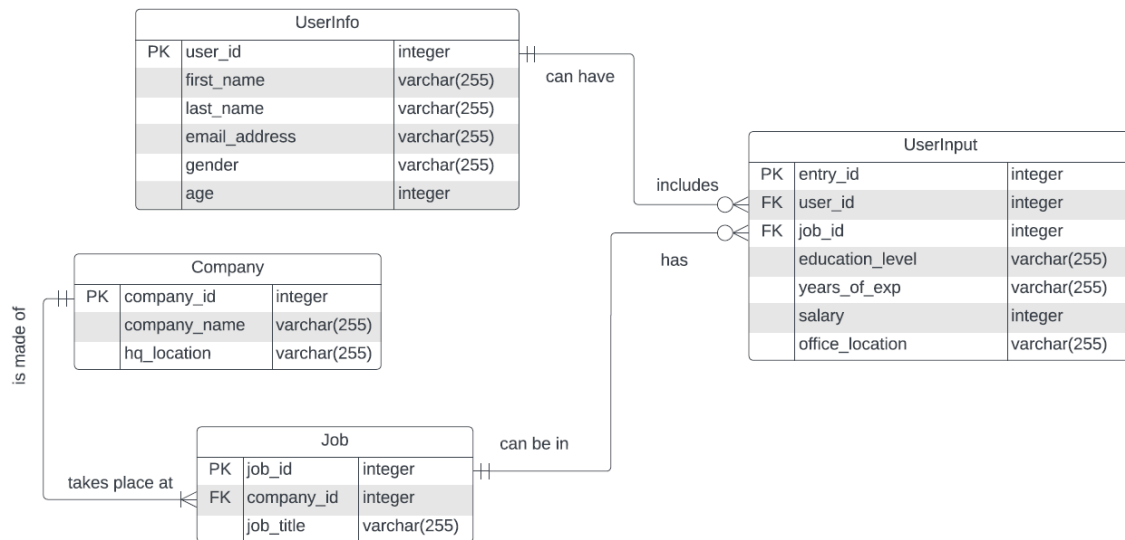 UserInfo
PK user_id integer
first_name varchar(255)
last_name varchar(255)
email_address varchar(255)
gender varchar(255)
age integer
can have
includes
UserInput
PK entry_id integer
FK user_id integer
FK job_id integer
education_level varchar(255)
years_of_exp varchar(255)
salary integer
office_location varchar(255)
has
Company
PK company_id integer
company_name varchar(255)
hq_location varchar(255)
is made of
takes place at
Job
PK job_id integer
FK company_id integer
job_title varchar(255)
can be in